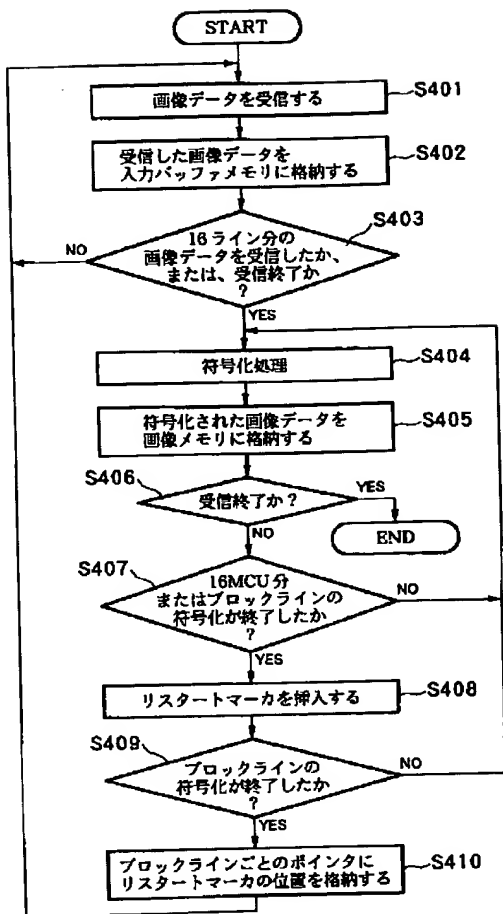 START
画像データを受信する
S401
受信した画像データを
入力バッファメモリに格納する
S402
S403
16ライン分の
画像データを受信したか、
または、受信終了か
?
NO
YES
符号化処理
S404
符号化された画像データを
画像メモリに格納する
S405
S406
受信終了か?
YES
END
NO
S407
16MCU分
またはブロックラインの
符号化が終了したか
?
NO
YES
リスタートマーカを挿入する
S408
S409
ブロックラインの
符号化が終了したか
?
NO
YES
ブロックラインごとのポインタに
リスタートマーカの位置を格納する
S410